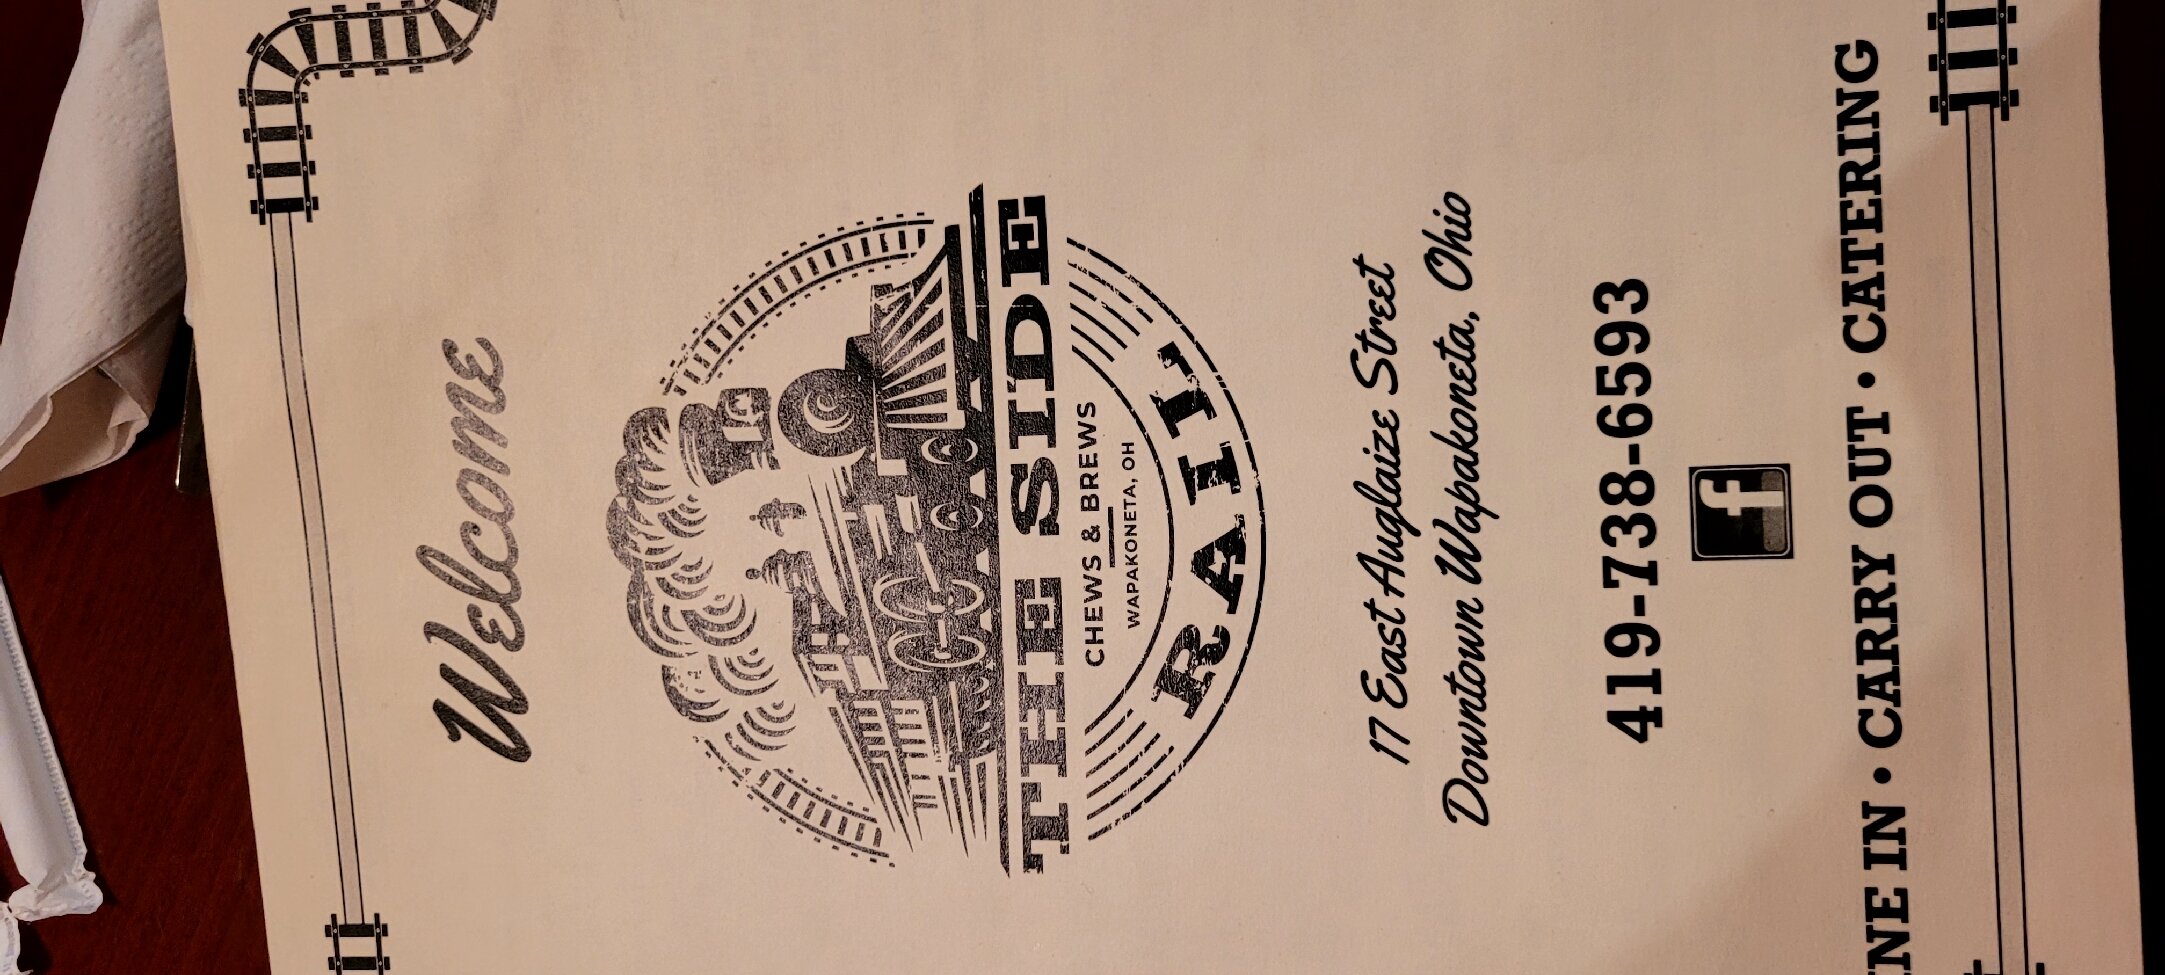 Welcome
THE SIDE
CHEWS & BREWS
WAPAKONETA, OH
RAIL
17 East Auglaize Street
Downtown Wapakoneta, Ohio
419-738-6593
f
NE IN • CARRY OUT • CATERING